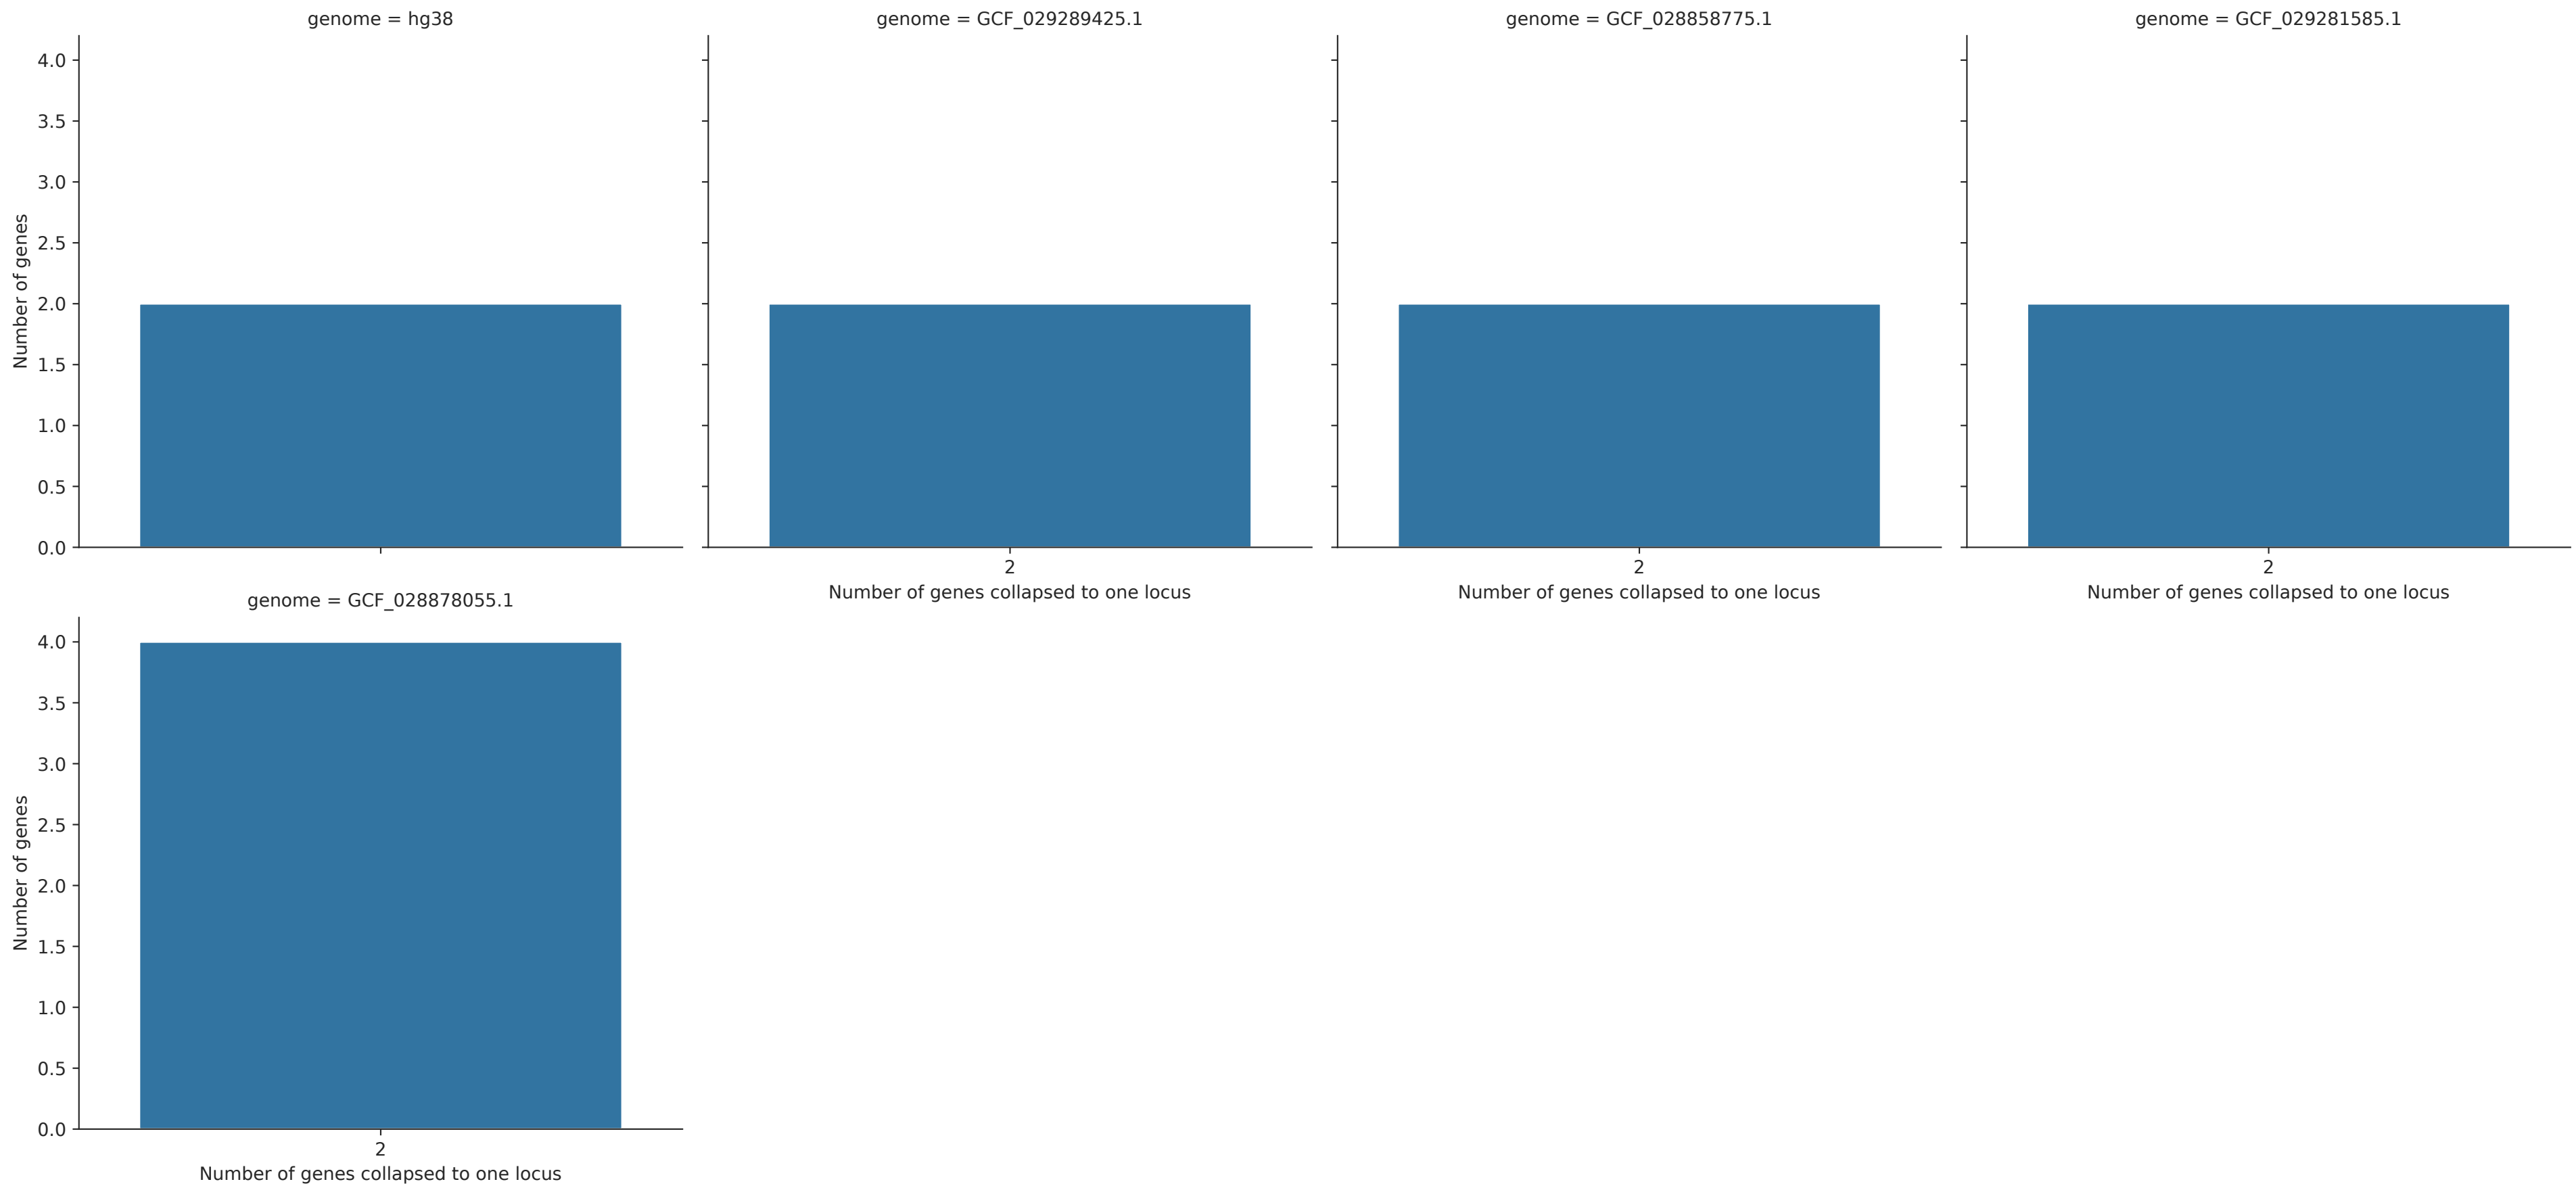 genome = hg38
genome = GCF_029289425.1
genome = GCF_028858775.1
genome = GCF_029281585.1
4.0
3.5
3.0
2.5
2.0
1.5
1.0
0.5
0.0
Number of genes
2
2
2
Number of genes collapsed to one locus
Number of genes collapsed to one locus
Number of genes collapsed to one locus
genome = GCF_028878055.1
4.0
3.5
3.0
2.5
2.0
1.5
1.0
0.5
0.0
Number of genes
2
Number of genes collapsed to one locus